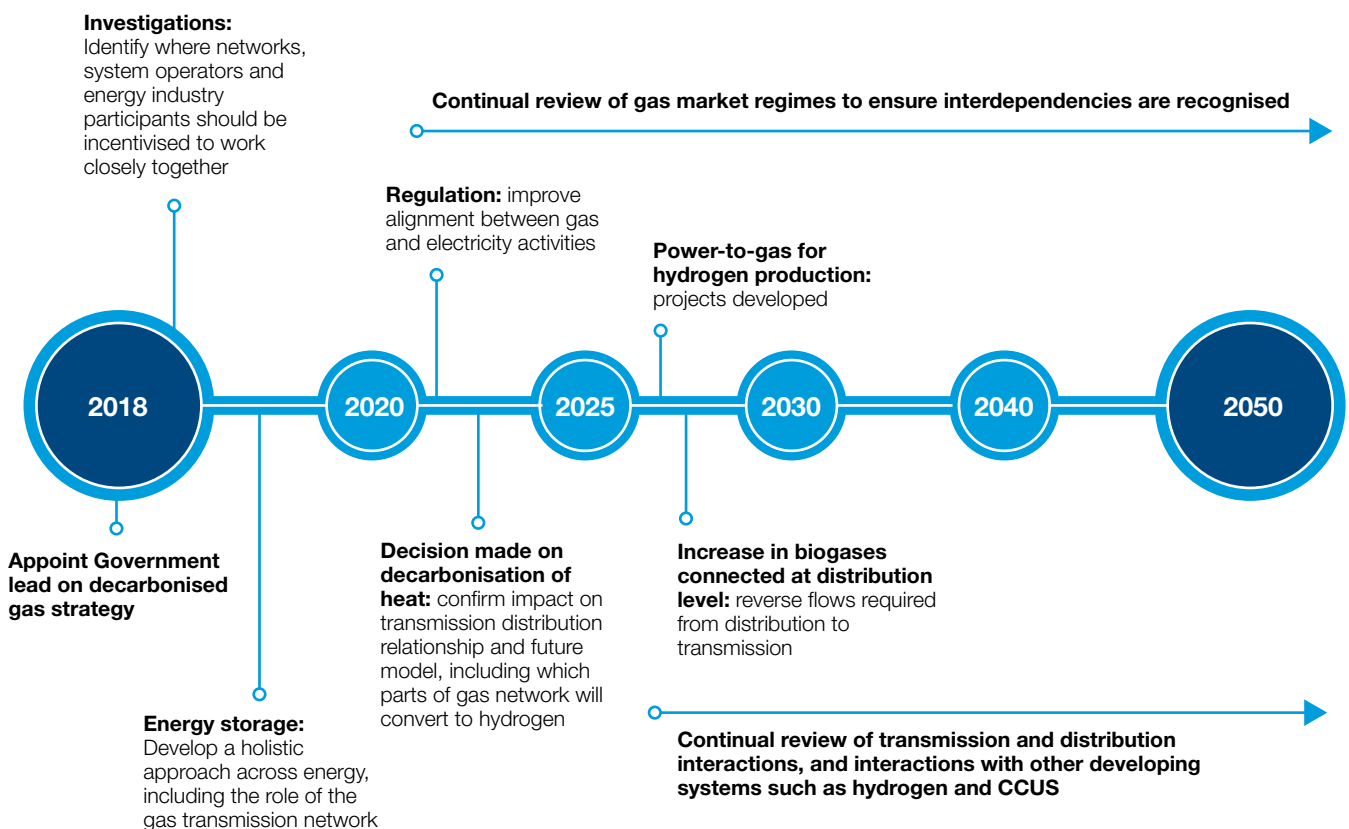 Investigations:
Identify where networks,
system operators and
energy industry
participants should be
incentivised to work
closely together
Continual review of gas market regimes to ensure interdependencies are recognised
Regulation: improve
alignment between gas
and electricity activities
Power-to-gas for
hydrogen production:
projects developed
2018
2020
2025
2030
2040
2050
Appoint Government
lead on decarbonised
gas strategy
Energy storage:
Develop a holistic
approach across energy,
including the role of the
gas transmission network
Decision made on
decarbonisation of
heat: confirm impact on
transmission distribution
relationship and future
model, including which
parts of gas network will
convert to hydrogen
Increase in biogases
connected at distribution
level: reverse flows required
from distribution to
transmission
Continual review of transmission and distribution
interactions, and interactions with other developing
systems such as hydrogen and CCUS